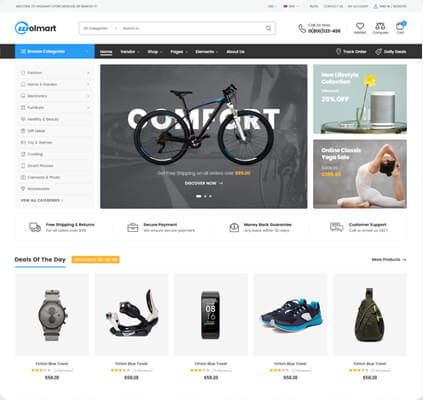 WELCOME TO WOLMART STORE MESSAGE OR REMOVE IT!
USD
ENG
BLOG
CONTACT US
MY ACCOUNT
SIGN IN / REGISTER
Wolmart
All Categories
Search in...
Call Us Now:
0(800)123-456
Wishlist
Compare
Cart
Browse Categories
Home
Vendor
Shop
Pages
Elements
About Us
Track Order
Daily Deals
Fashion
Home & Garden
Electronics
Furniture
Healthy & Beauty
Gift Ideas
Toy & Games
Cooking
Smart Phones
Cameras & Photo
Accessories
VIEW ALL CATEGORIES
COMFORT
Get Free Shipping on all orders over $99.00
DISCOVER NOW
New Lifestyle
Collection
25% OFF
Online Classic
Yoga Sale
Free Shipping & Returns
For all orders over $99
Secure Payment
We ensure secure payment
Money Back Guarantee
Any back within 30 days
Customer Support
Call or email us 24/7
Deals Of The Day
More Products
Fishion Blue Towel
(3 Reviews)
$58.28
Fishion Blue Towel
(3 Reviews)
$58.28
Fishion Blue Towel
(3 Reviews)
$58.28
Fishion Blue Towel
(3 Reviews)
$58.28
Fishion Blue Towel
(3 Reviews)
$58.28